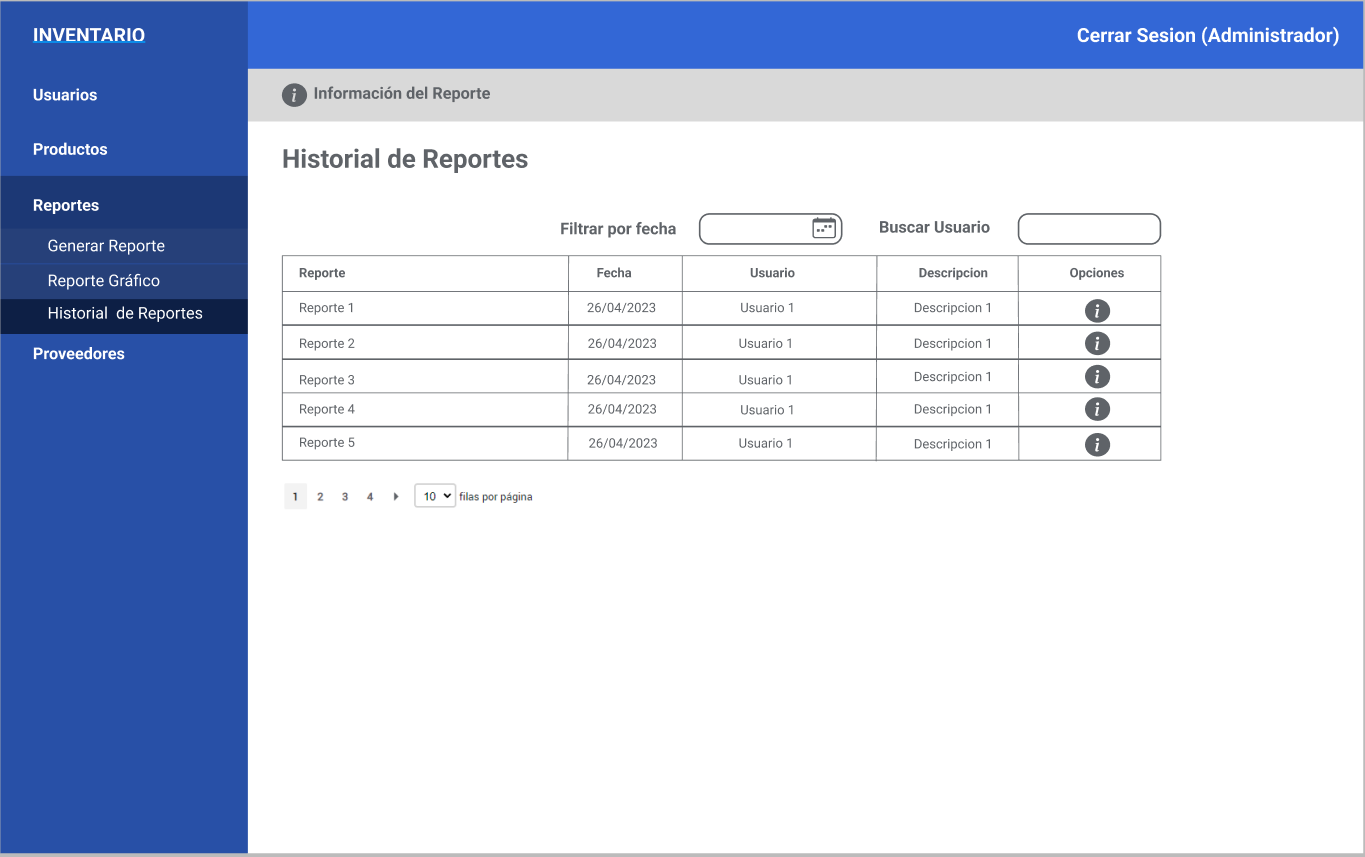 INVENTARIO
Cerrar Sesion (Administrador)
Usuarios
Productos
Reportes
Generar Reporte
Reporte Gráfico
Historial de Reportes
Proveedores
Información del Reporte
Historial de Reportes
Filtrar por fecha
Buscar Usuario
Reporte Fecha Usuario Descripcion Opciones
Reporte 1 26/04/2023 Usuario 1 Descripcion 1
Reporte 2 26/04/2023 Usuario 1 Descripcion 1
Reporte 3 26/04/2023 Usuario 1 Descripcion 1
Reporte 4 26/04/2023 Usuario 1 Descripcion 1
Reporte 5 26/04/2023 Usuario 1 Descripcion 1
1 2 3 4 10 filas por página